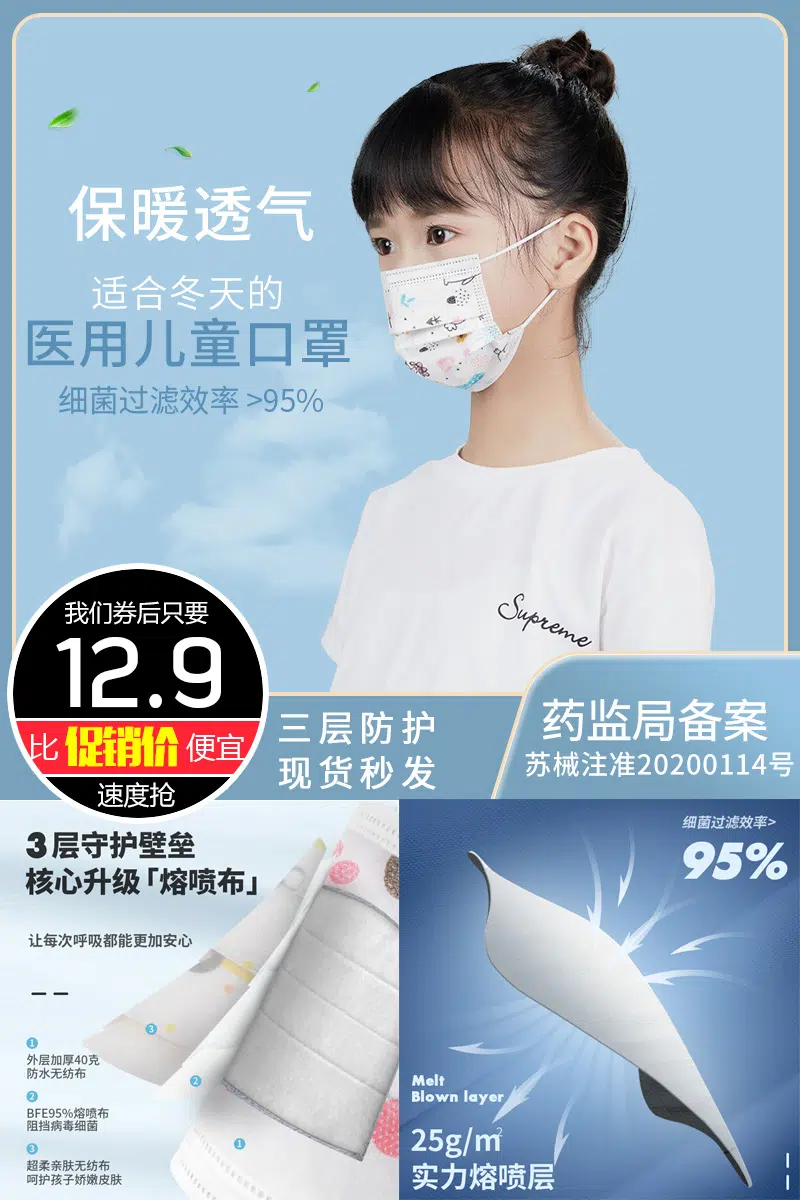 保暖透气
适合冬天的
医用儿童口罩
细菌过滤效率 >95%
Supreme
我们券后只要
12.9
比 促销价 便宜
速度抢
三层防护
现货秒发
药监局备案
苏械注准20200114号
3层守护壁垒
核心升级「熔喷布」
让每次呼吸都能更加安心
1
外层加厚40克
防水无纺布
2
BFE95%熔喷布
阻挡病毒细菌
3
超柔亲肤无纺布
呵护孩子娇嫩皮肤
3
2
1
细菌过滤效率>
95%
Melt
Blown layer
25g/m²
实力熔喷层